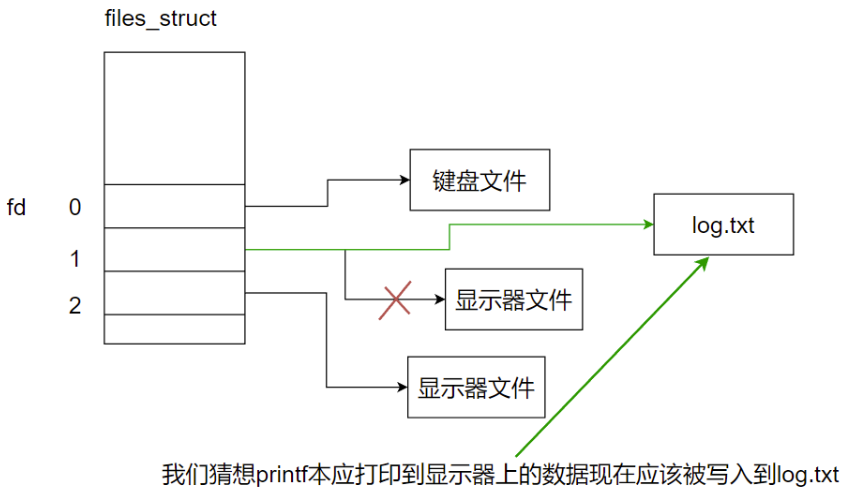 files_struct
键盘文件
fd 0
log.txt
1
显示器文件
2
显示器文件
我们猜想printf本应打印到显示器上的数据现在应该被写入到log.txt